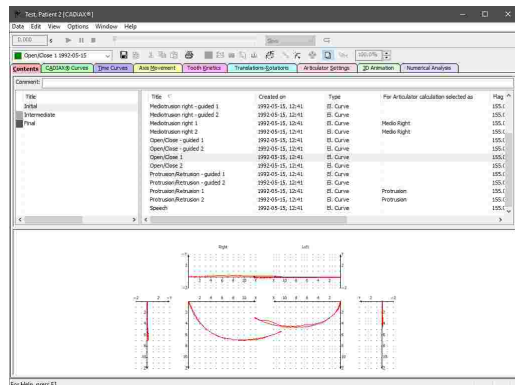 Test, Patient 2 [CADIAX®]
Data Edit View Options Window Help
0.000 s Slow
Open/Close 1 1992-05-15 100.0%
Contents CADIAX® Curves Time Curves Axis Movement Tooth Kinetics Translations-Rotations Articulator Settings 3D Animation Numerical Analysis
Comment:
Title Title Created on Type For Articulator calculation selected as Flag
Initial Mediotrusion right - guided 1 1992-05-15, 12:41 El. Curve
Intermediate Mediotrusion right - guided 2 1992-05-15, 12:41 El. Curve
Final Mediotrusion right 1 1992-05-15, 12:41 El. Curve Medio Right
Mediotrusion right 2 1992-05-15, 12:41 El. Curve Medio Right
Open/Close - guided 1 1992-05-15, 12:41 El. Curve
Open/Close - guided 2 1992-05-15, 12:41 El. Curve
Open/Close 1 1992-05-15, 12:41 El. Curve
Open/Close 2 1992-05-15, 12:41 El. Curve
Protrusion/Retrusion - guided 1 1992-05-15, 12:41 El. Curve
Protrusion/Retrusion - guided 2 1992-05-15, 12:41 El. Curve
Protrusion/Retrusion 1 1992-05-15, 12:41 El. Curve Protrusion
Protrusion/Retrusion 2 1992-05-15, 12:41 El. Curve Protrusion
Speech 1992-05-15, 12:41 El. Curve
Right Left
For Help, press F1